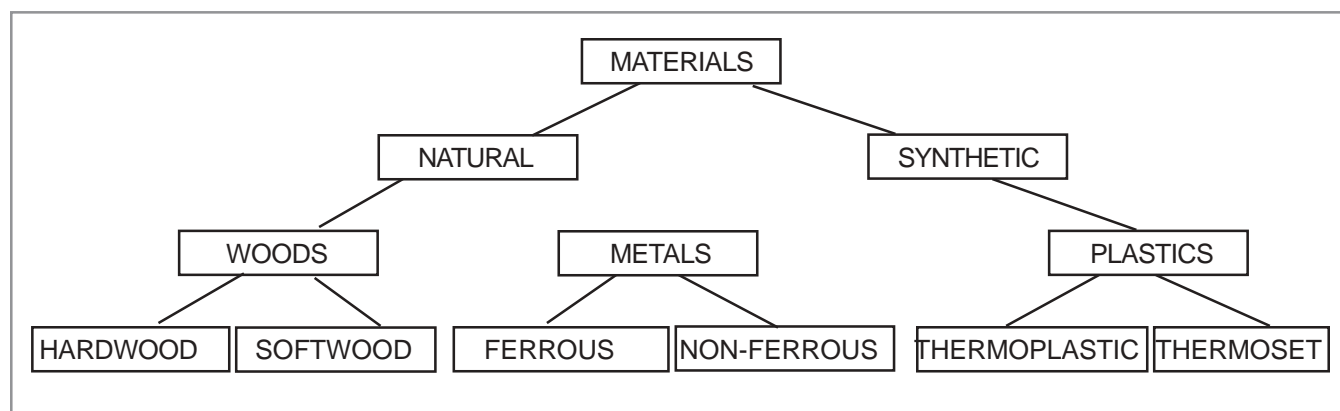 MATERIALS
NATURAL
SYNTHETIC
WOODS
METALS
PLASTICS
HARDWOOD
SOFTWOOD
FERROUS
NON-FERROUS
THERMOPLASTIC
THERMOSET